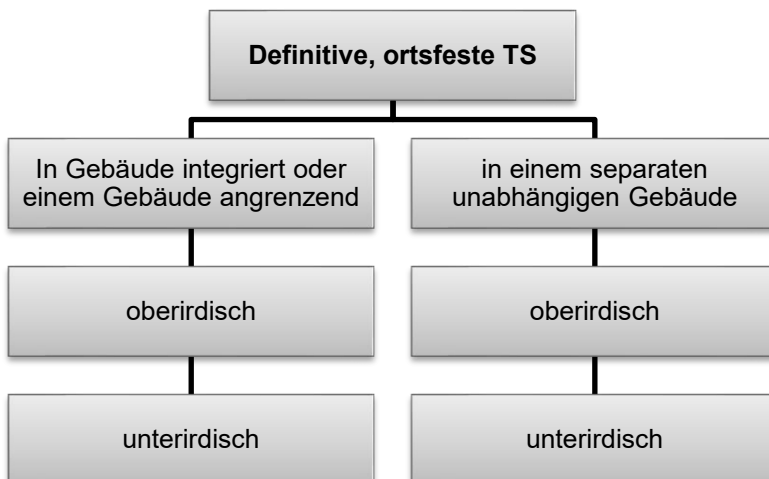 Definitive, ortsfeste TS
In Gebäude integriert oder
einem Gebäude angrenzend
oberirdisch
unterirdisch
in einem separaten
unabhängigen Gebäude
oberirdisch
unterirdisch